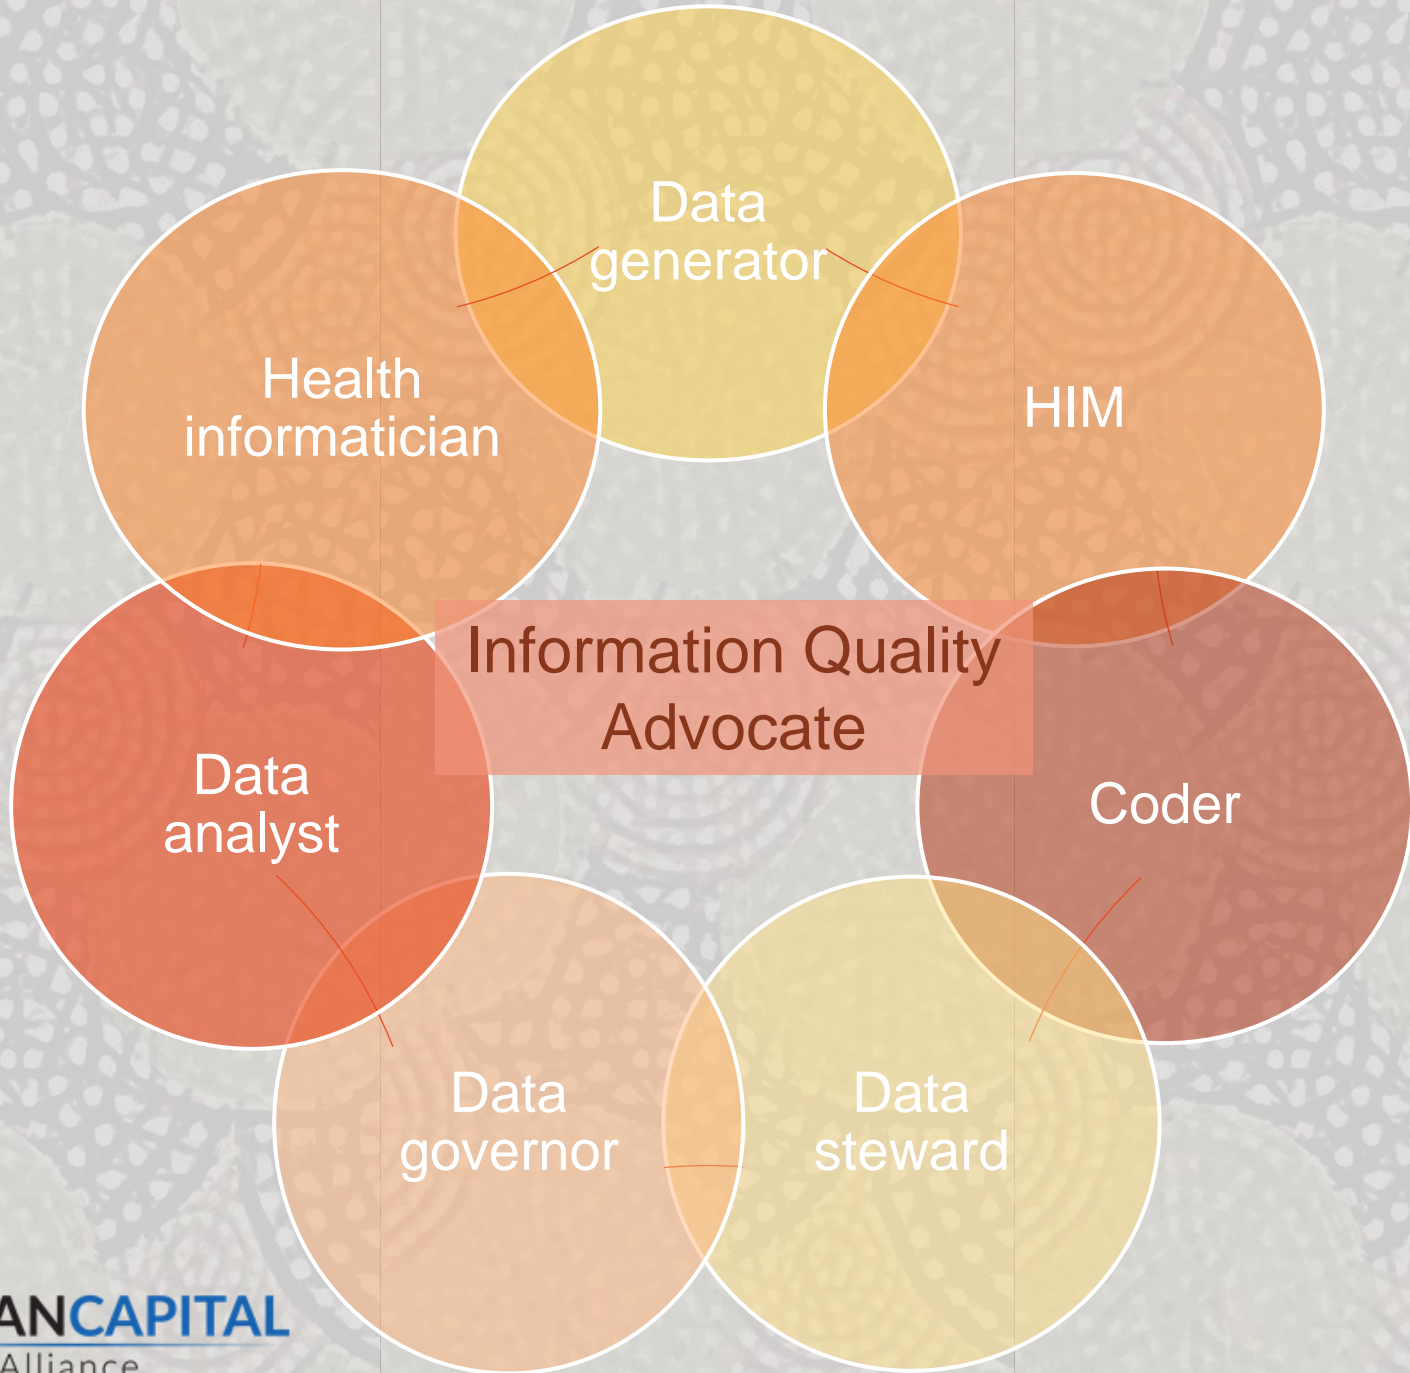 Data
generator
Health
informatician
HIM
Information Quality
Advocate
Data
analyst
Coder
Data
governor
Data
steward
ANCAPITAL
Alliance